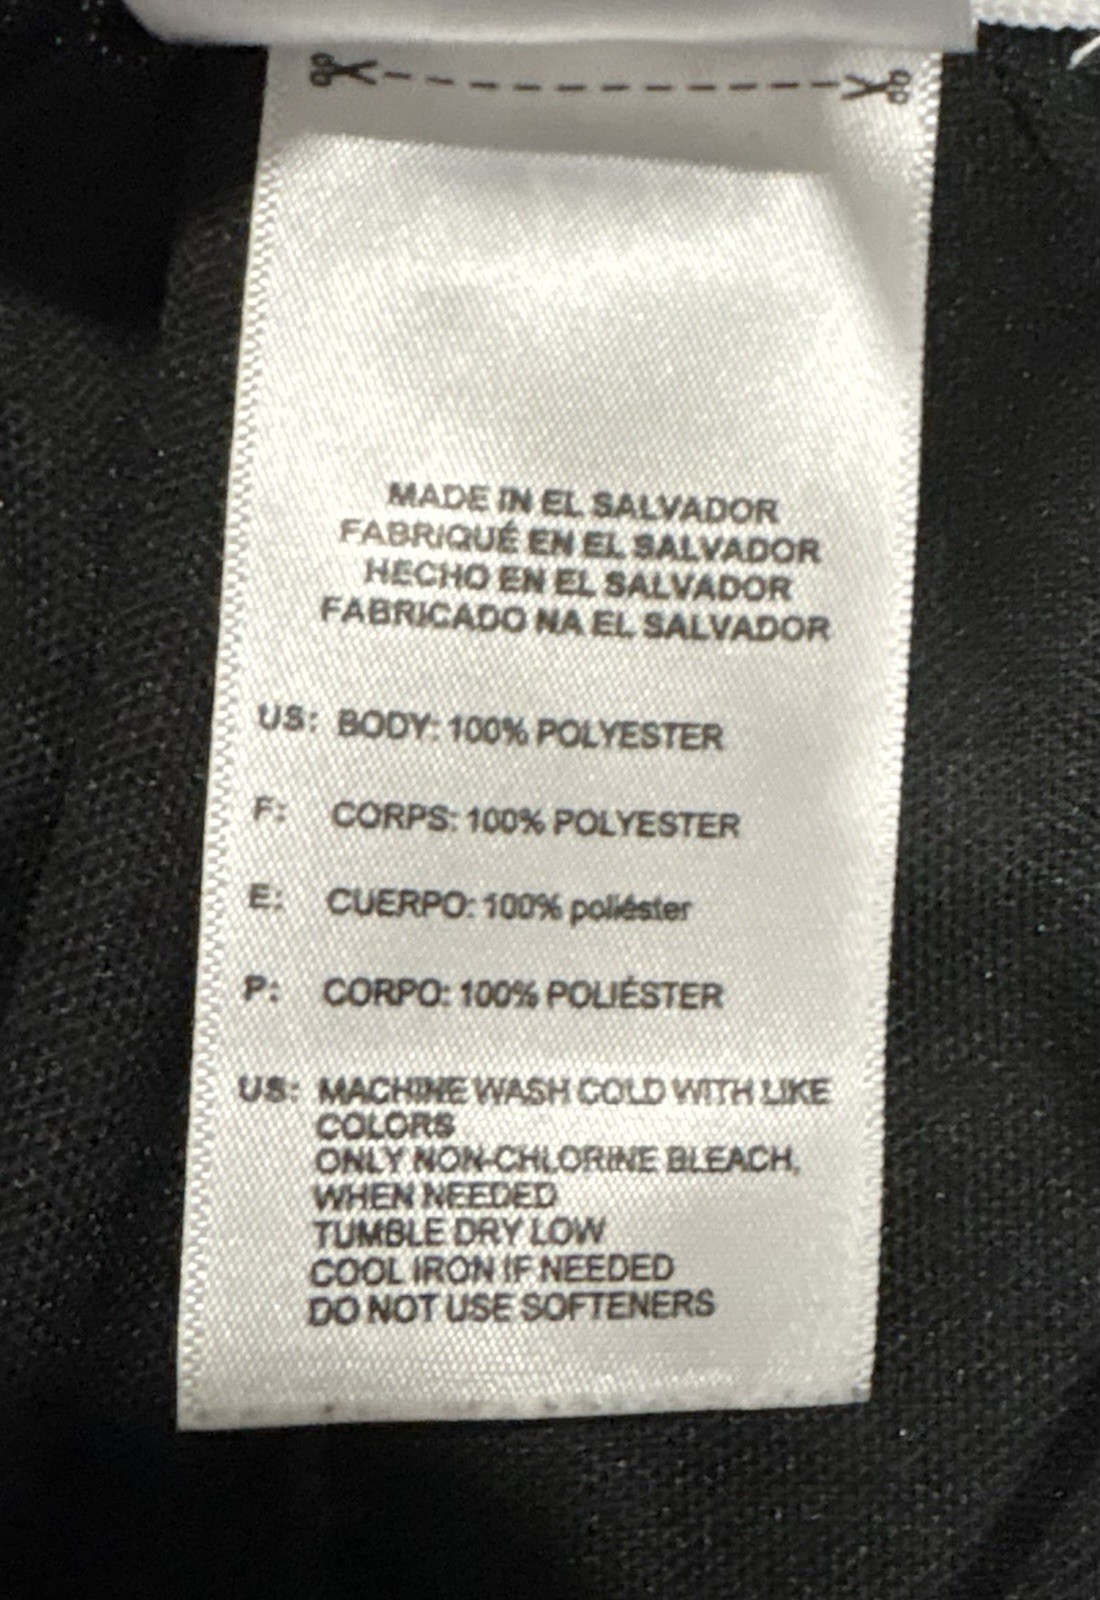 MADE IN EL SALVADOR
FABRIQUÉ EN EL SALVADOR
HECHO EN EL SALVADOR
FABRICADO NA EL SALVADOR
US: BODY: 100% POLYESTER
F: CORPS: 100% POLYESTER
E: CUERPO: 100% poliéster
P: CORPO: 100% POLIÉSTER
US: MACHINE WASH COLD WITH LIKE
COLORS
ONLY NON-CHLORINE BLEACH,
WHEN NEEDED
TUMBLE DRY LOW
COOL IRON IF NEEDED
DO NOT USE SOFTENERS